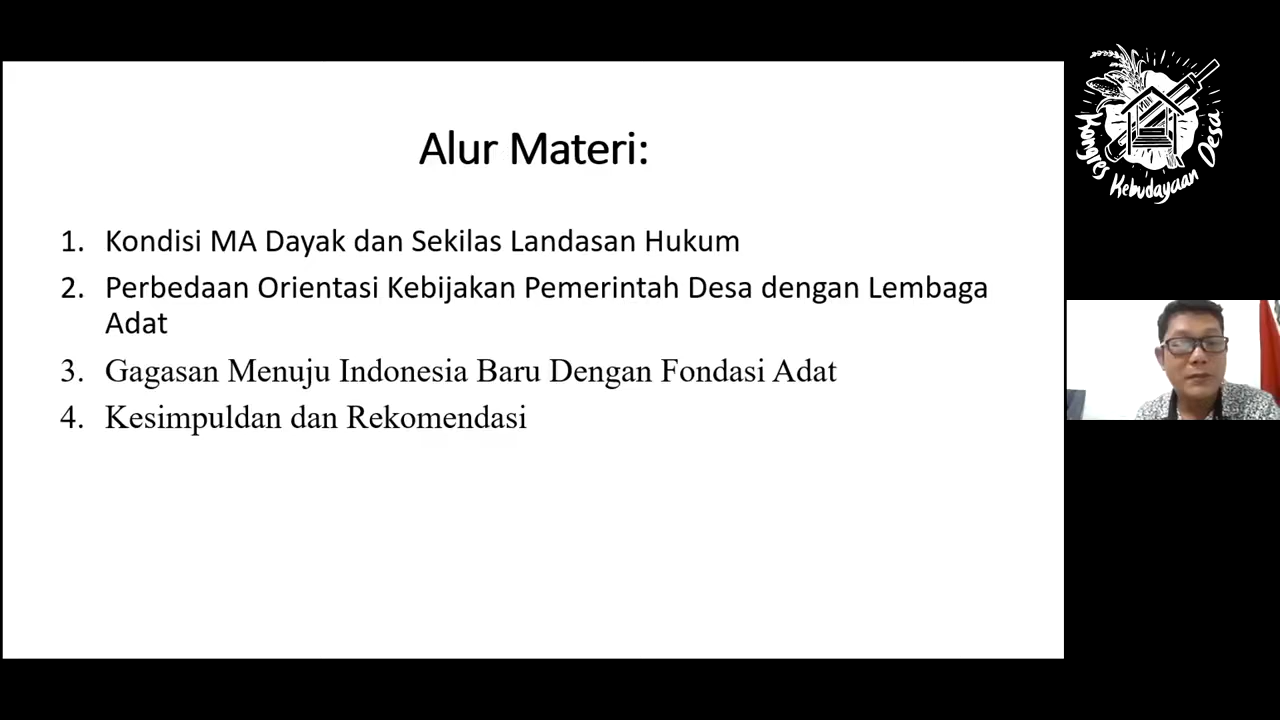 Alur Materi:
1. Kondisi MA Dayak dan Sekilas Landasan Hukum
2. Perbedaan Orientasi Kebijakan Pemerintah Desa dengan Lembaga
Adat
3. Gagasan Menuju Indonesia Baru Dengan Fondasi Adat
4. Kesimpuldan dan Rekomendasi
Kongres Kebudayaan Desa